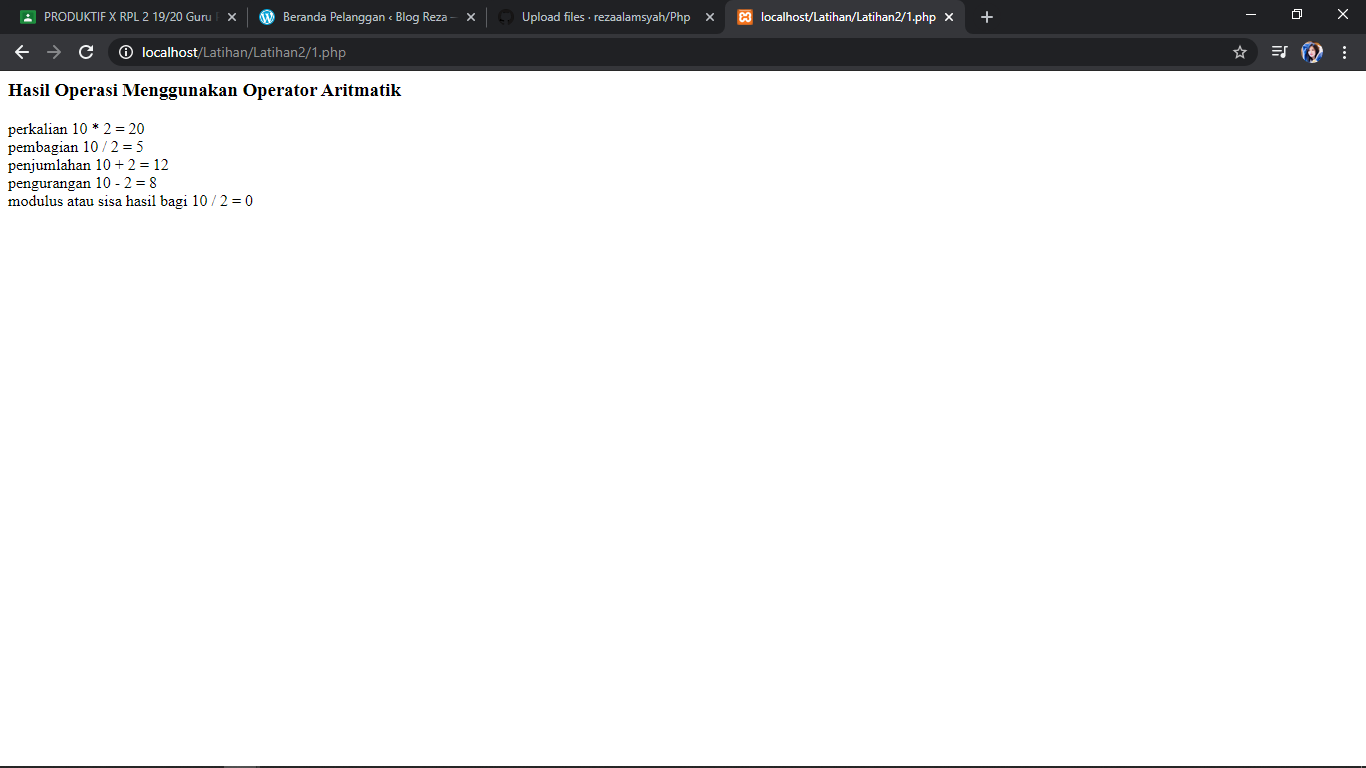 PRODUKTIF X RPL 2 19/20 Guru
Beranda Pelanggan ‹ Blog Reza —
Upload files · rezaalamsyah/Php
localhost/Latihan/Latihan2/1.php
localhost/Latihan/Latihan2/1.php
Hasil Operasi Menggunakan Operator Aritmatik
perkalian 10 * 2 = 20
pembagian 10 / 2 = 5
penjumlahan 10 + 2 = 12
pengurangan 10 - 2 = 8
modulus atau sisa hasil bagi 10 / 2 = 0